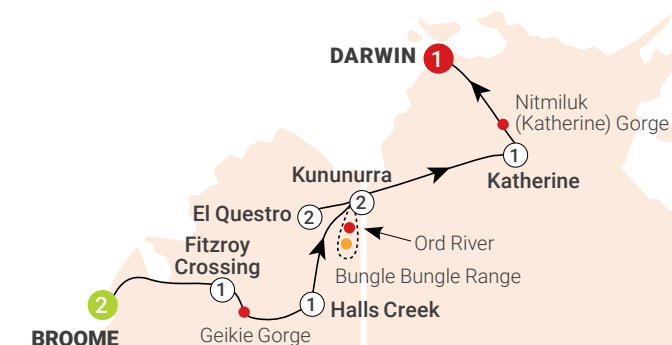 DARWIN 1
Nitmiluk
(Katherine) Gorge
1
Katherine
Kununurra
2
El Questro 2
Ord River
Fitzroy
Crossing
1
Bungle Bungle Range
2
BROOME
Geikie Gorge
1 Halls Creek